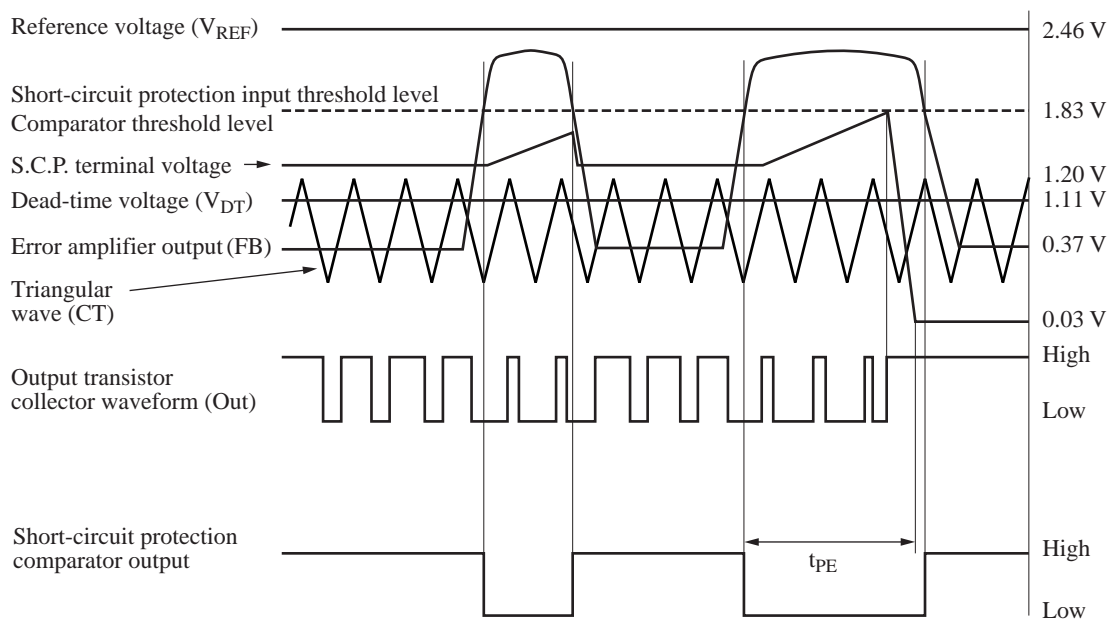 Reference voltage (VREF)
2.46 V
Short-circuit protection input threshold level
1.83 V
Comparator threshold level
S.C.P. terminal voltage
1.20 V
Dead-time voltage (VDT)
1.11 V
Error amplifier output (FB)
0.37 V
Triangular
wave (CT)
0.03 V
High
Output transistor
collector waveform (Out)
Low
Short-circuit protection
comparator output
High
tPE
Low